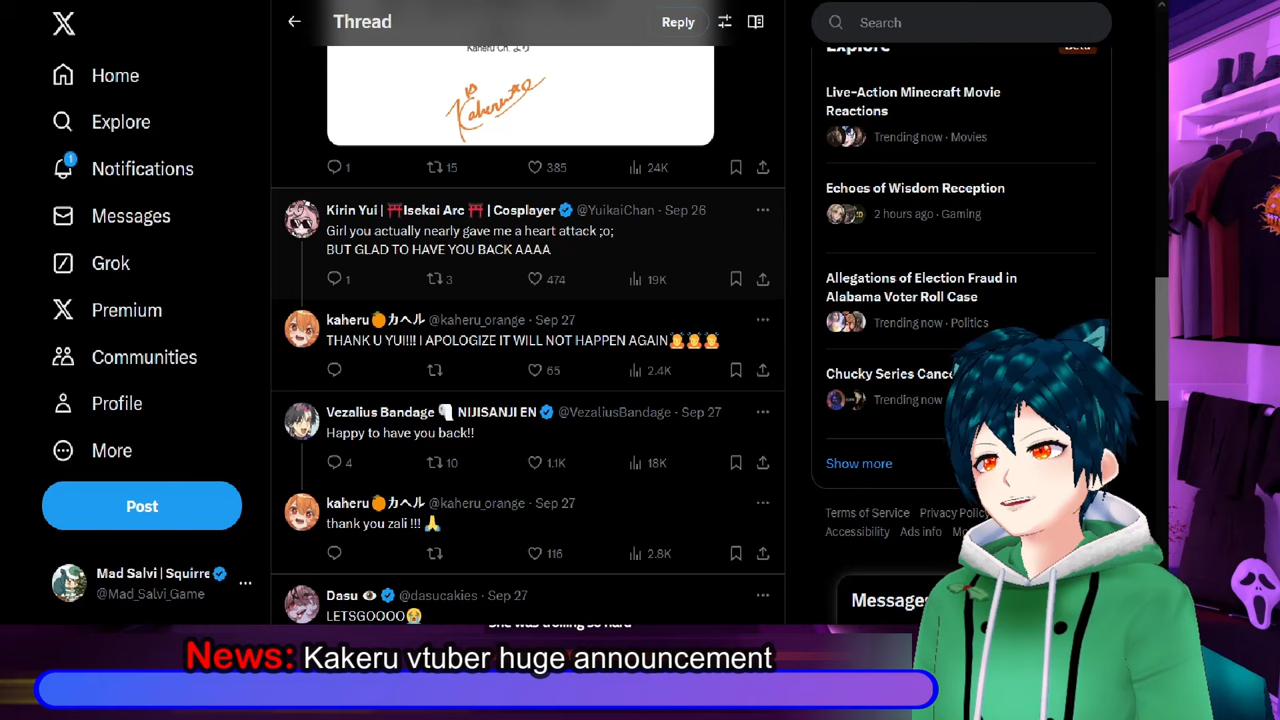 Home
Explore
1
Notifications
Messages
Grok
Premium
Communities
Profile
More
Post
Mad Salvi | Squirre
@Mad_Salvi_Game
Thread
Reply
Kaheru Ch. より
Kaheru
1 15 385 24K
Kirin Yui | ⛩️Isekai Arc ⛩️ | Cosplayer @YuikaiChan · Sep 26
Girl you actually nearly gave me a heart attack ;o;
BUT GLAD TO HAVE YOU BACK AAAA
1 3 474 19K
kaheru🍊カヘル @kaheru_orange · Sep 27
THANK U YUI!!!! I APOLOGIZE IT WILL NOT HAPPEN AGAIN🙇🙇🙇
65 2.4K
Vezalius Bandage 🧻 NIJISANJI EN @VezaliusBandage · Sep 27
Happy to have you back!!
4 10 1.1K 18K
kaheru🍊カヘル @kaheru_orange · Sep 27
thank you zali !!! 🙏
116 2.8K
Dasu 👁️ @dasucakies · Sep 27
LETSGOOOO😭
She was trolling so hard
Search
Explore Beta
Live-Action Minecraft Movie
Reactions
Trending now · Movies
Echoes of Wisdom Reception
2 hours ago · Gaming
Allegations of Election Fraud in
Alabama Voter Roll Case
Trending now · Politics
Chucky Series Cance
Trending now
Show more
Terms of Service Privacy Policy
Accessibility Ads info Mo
Messages
News: Kakeru vtuber huge announcement